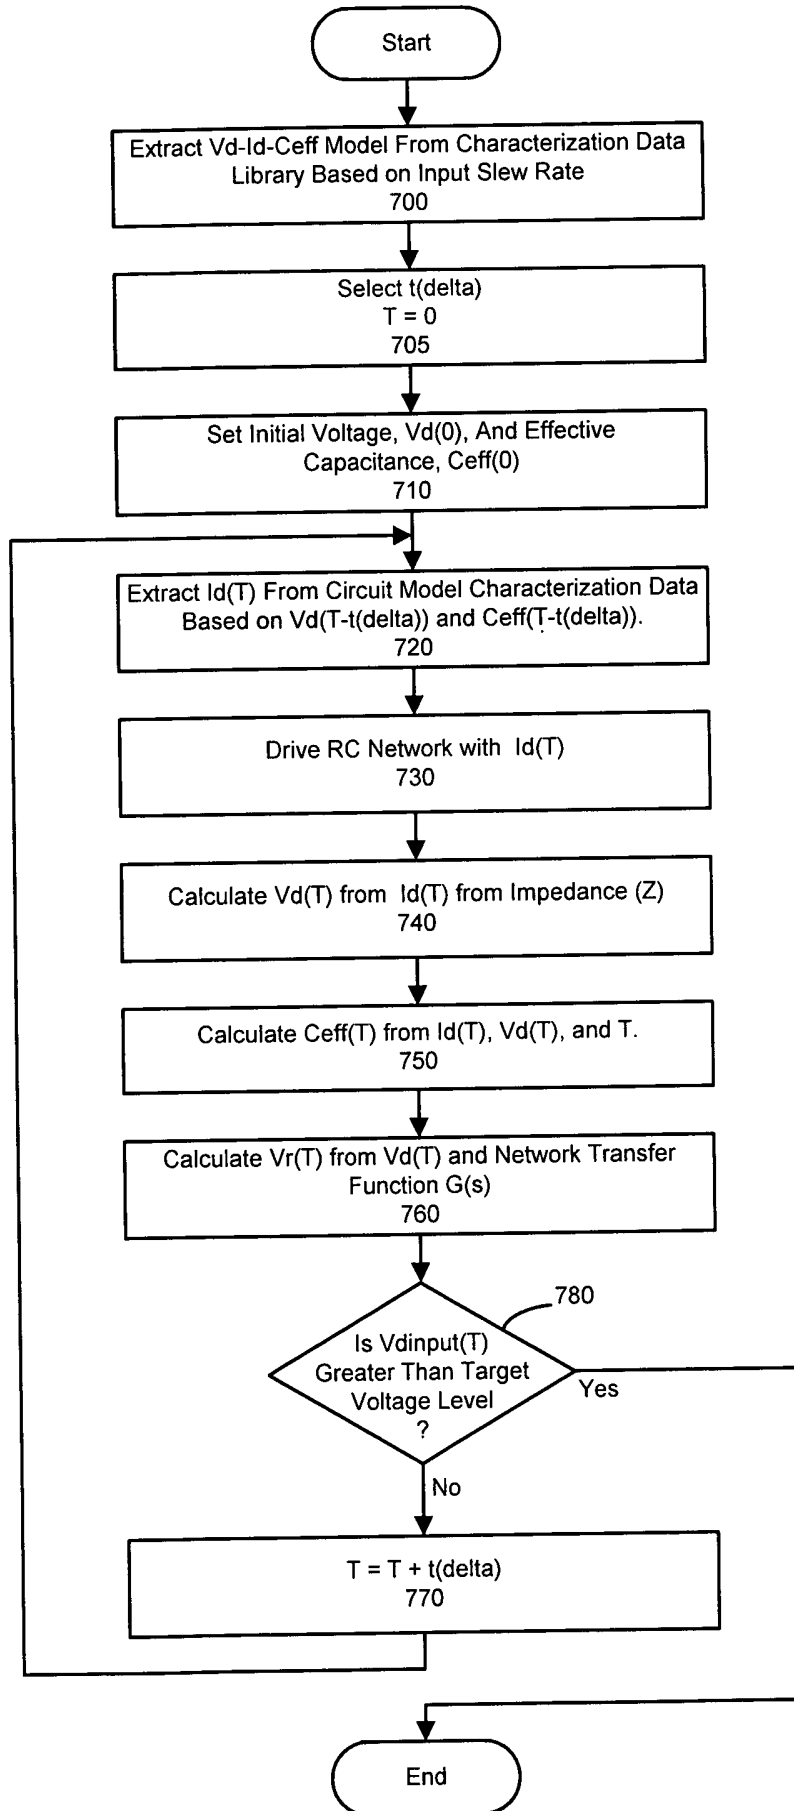 Start
Extract Vd-Id-Ceff Model From Characterization Data
Library Based on Input Slew Rate
700
Select t(delta)
T = 0
705
Set Initial Voltage, Vd(0), And Effective
Capacitance, Ceff(0)
710
Extract Id(T) From Circuit Model Characterization Data
Based on Vd(T-t(delta)) and Ceff(T-t(delta)).
720
Drive RC Network with Id(T)
730
Calculate Vd(T) from Id(T) from Impedance (Z)
740
Calculate Ceff(T) from Id(T), Vd(T), and T.
750
Calculate Vr(T) from Vd(T) and Network Transfer
Function G(s)
760
780
Is Vdinput(T)
Greater Than Target
Voltage Level
?
Yes
No
T = T + t(delta)
770
End